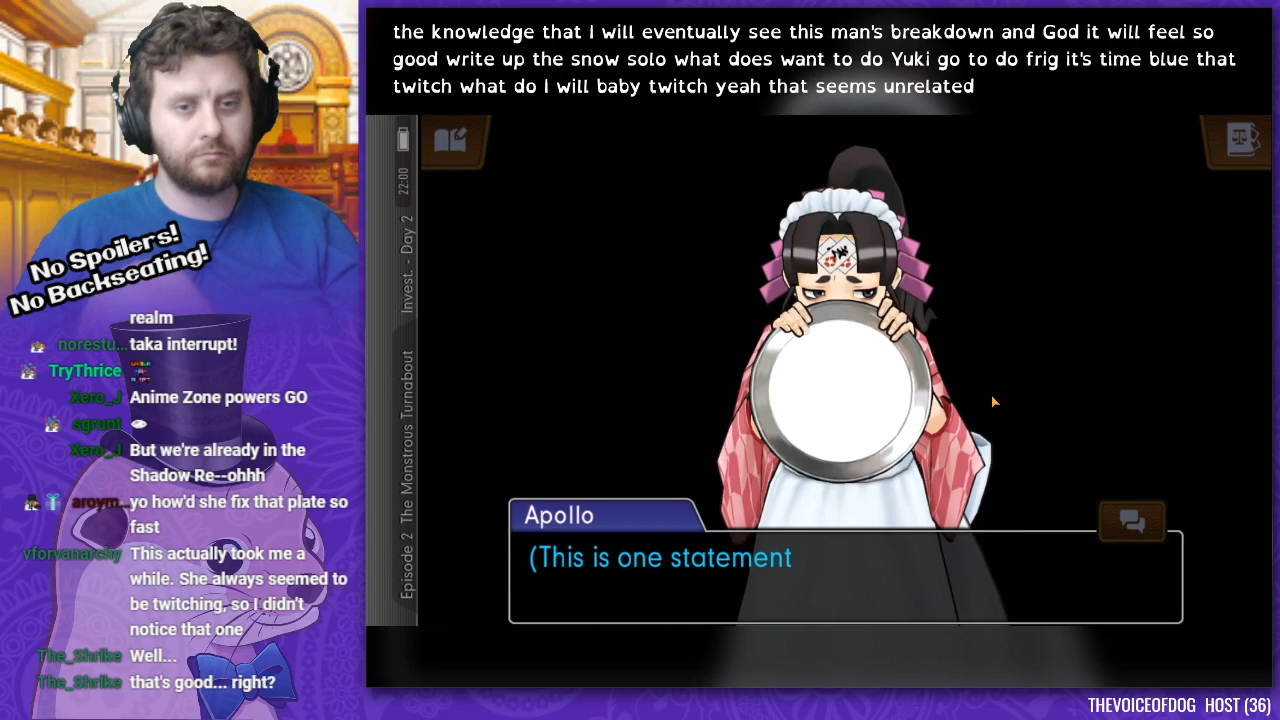 the knowledge that I will eventually see this man's breakdown and God it will feel so
good write up the snow solo what does want to do Yuki go to do frig it's time blue that
twitch what do I will baby twitch yeah that seems unrelated
No Spoilers!
No Backseating!
realm
norestu... taka interrupt!
TryThrice
Xero_J Anime Zone powers GO
sgrunt
Xero_J But we're already in the
Shadow Re--ohhh
aroym... yo how'd she fix that plate so
fast
vforvanarchy This actually took me a
while. She always seemed to
be twitching, so I didn't
notice that one
The_Shrike Well...
The_Shrike that's good... right?
22:00
Invest. - Day 2
Episode 2 The Monstrous Turnabout
Apollo
(This is one statement
THEVOICEOFDOG HOST (36)